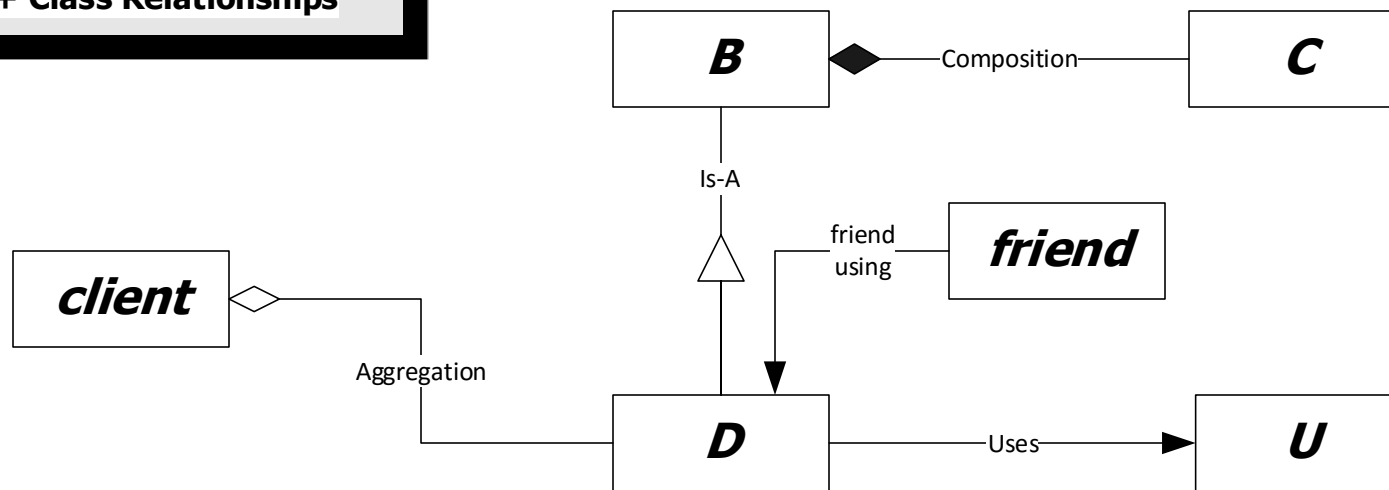 + Class Relationships
B
Composition
C
Is-A
friend
using
friend
client
Aggregation
D
Uses
U